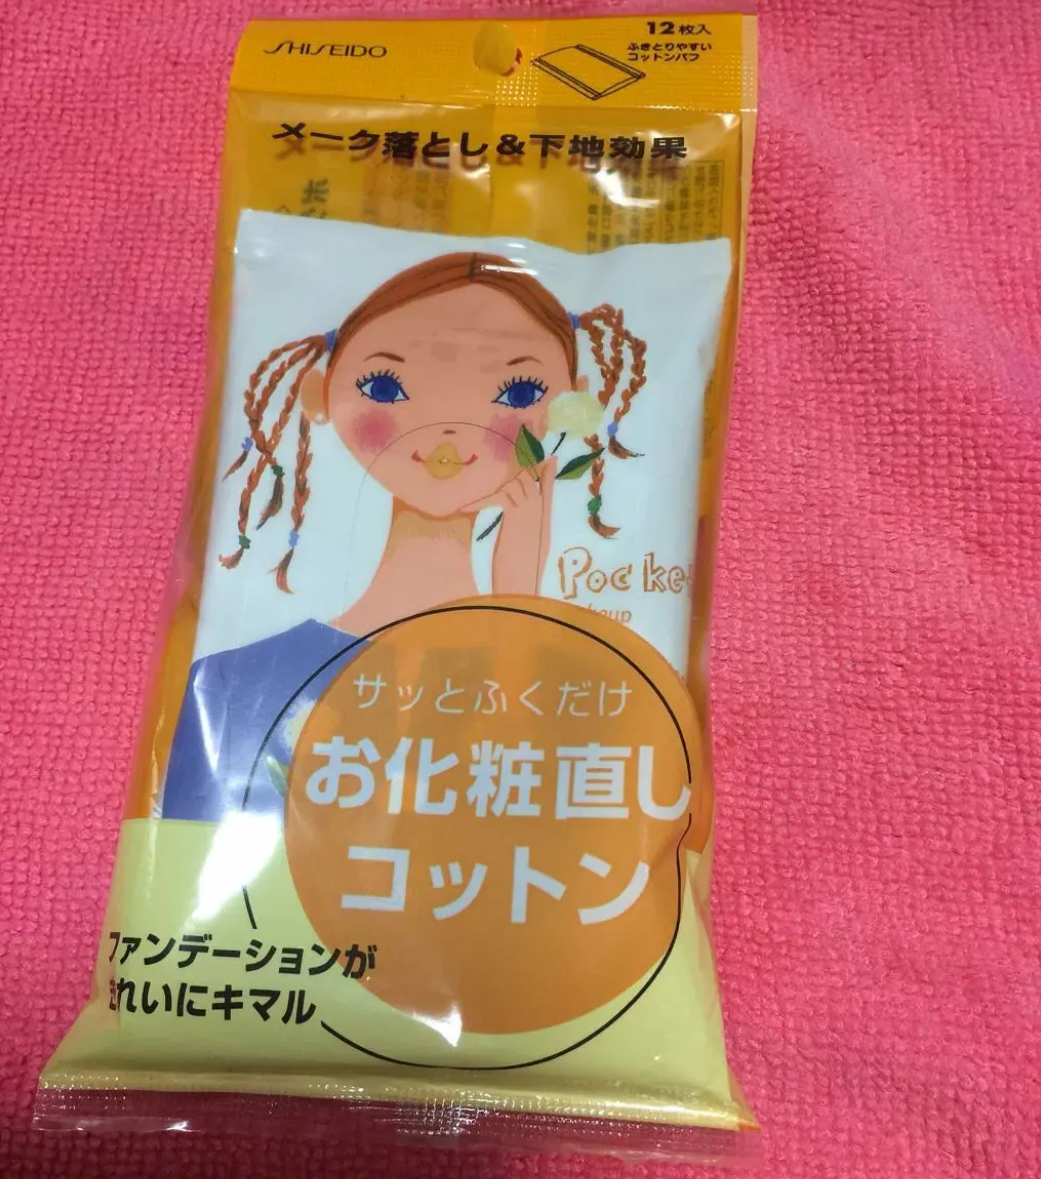 SHISEIDO
12枚入
ふきとりやすい
コットンパフ
メーク落とし＆下地効果
Pocke
サッとふくだけ
お化粧直し
コットン
ファンデーションが
きれいにキマル